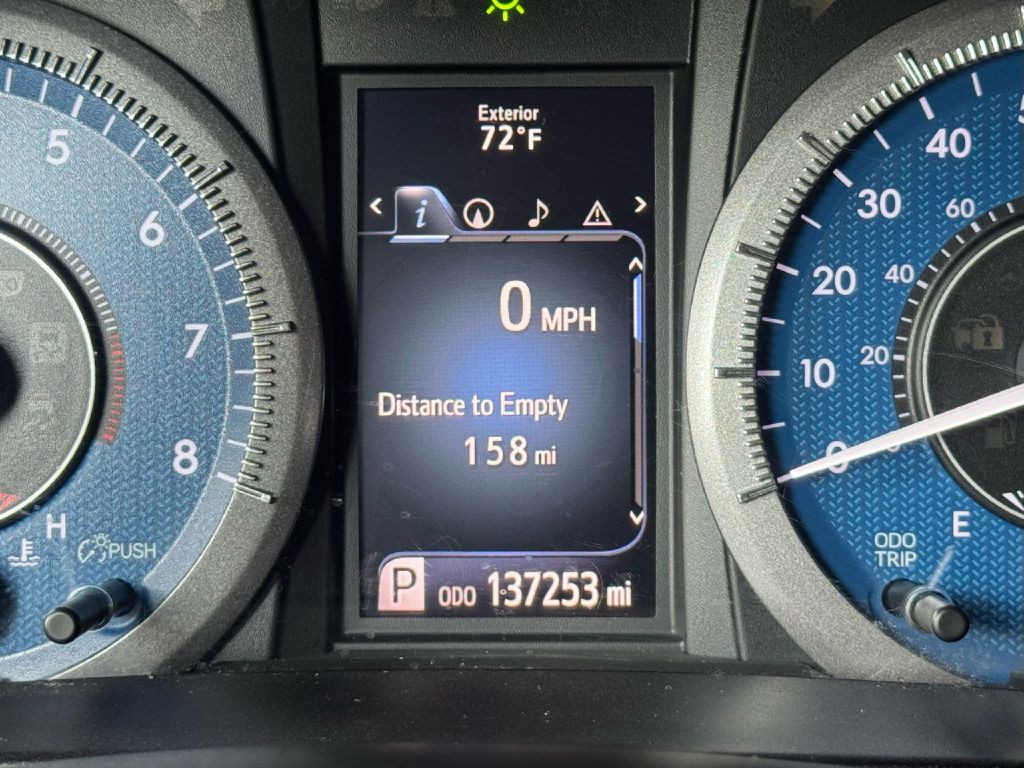 Exterior
72°F
i
0 MPH
Distance to Empty
158 mi
P ODO 137253 mi
5
6
7
8
H
PUSH
40
30
20
10
0
60
40
20
0
E
ODO
TRIP